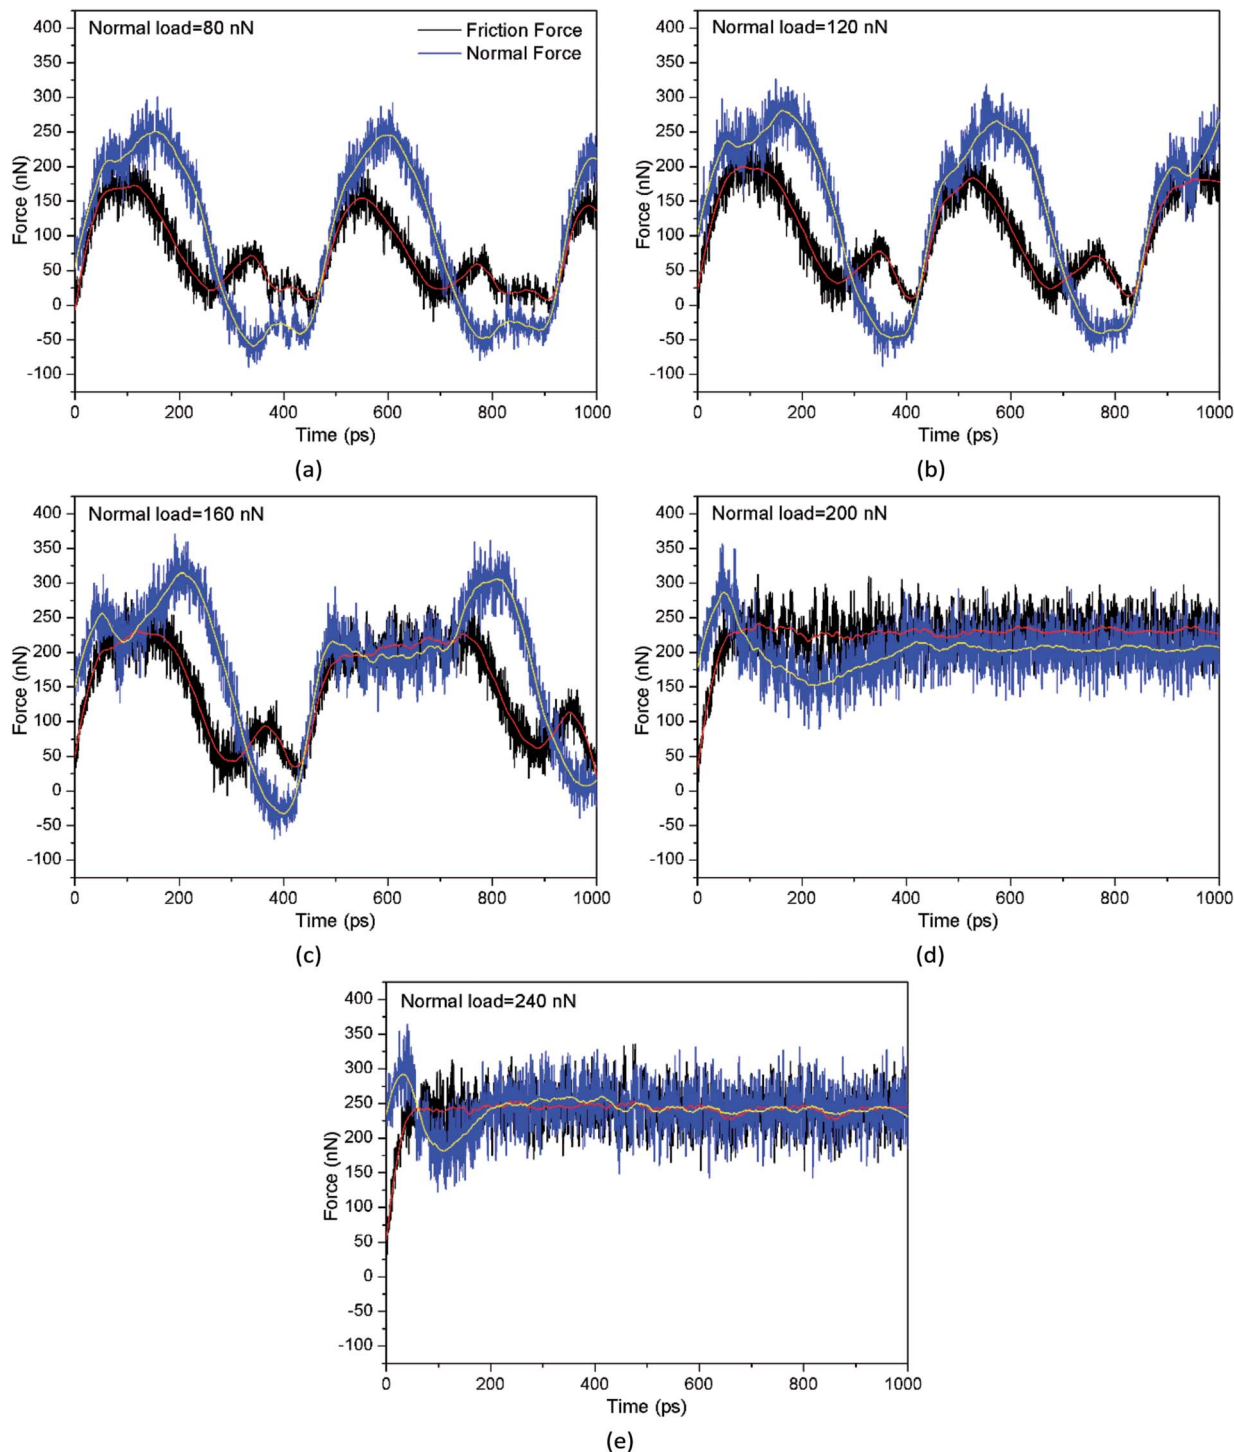 Normal load=80 nN
Friction Force
Normal Force
400
350
300
250
200
150
100
50
0
-50
-100
Force (nN)
0 200 400 600 800 1000
Time (ps)
(a)
Normal load=120 nN
400
350
300
250
200
150
100
50
0
-50
-100
Force (nN)
0 200 400 600 800 1000
Time (ps)
(b)
Normal load=160 nN
400
350
300
250
200
150
100
50
0
-50
-100
Force (nN)
0 200 400 600 800 1000
Time (ps)
(c)
Normal load=200 nN
400
350
300
250
200
150
100
50
0
-50
-100
Force (nN)
0 200 400 600 800 1000
Time (ps)
(d)
Normal load=240 nN
400
350
300
250
200
150
100
50
0
-50
-100
Force (nN)
0 200 400 600 800 1000
Time (ps)
(e)